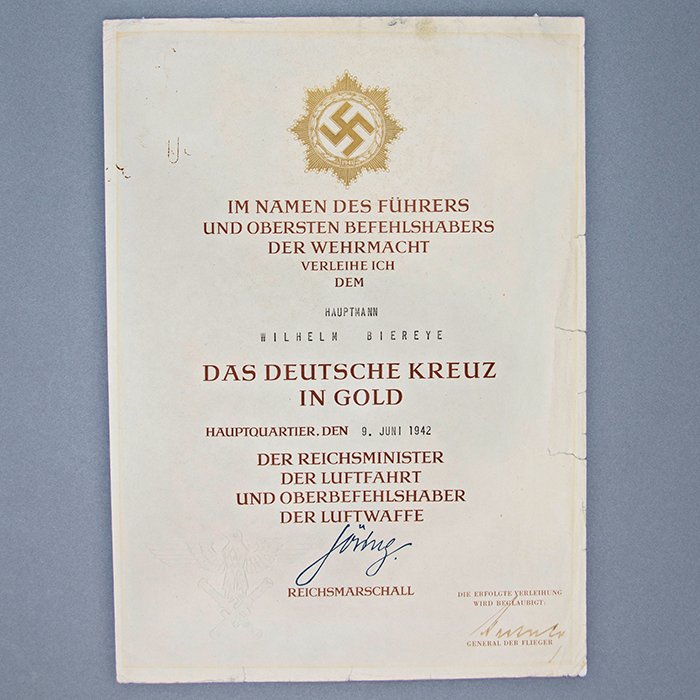 IM NAMEN DES FÜHRERS
UND OBERSTEN BEFEHLSHABERS
DER WEHRMACHT
VERLEIHE ICH
DEM
HAUPTMANN
WILHELM BIEREYE
DAS DEUTSCHE KREUZ
IN GOLD
HAUPTQUARTIER, DEN 9. JUNI 1942
DER REICHSMINISTER
DER LUFTFAHRT
UND OBERBEFEHLSHABER
DER LUFTWAFFE
Göring.
REICHSMARSCHALL
DIE ERFOLGTE VERLEIHUNG
WIRD BEGLAUBIGT:
GENERAL DER FLIEGER